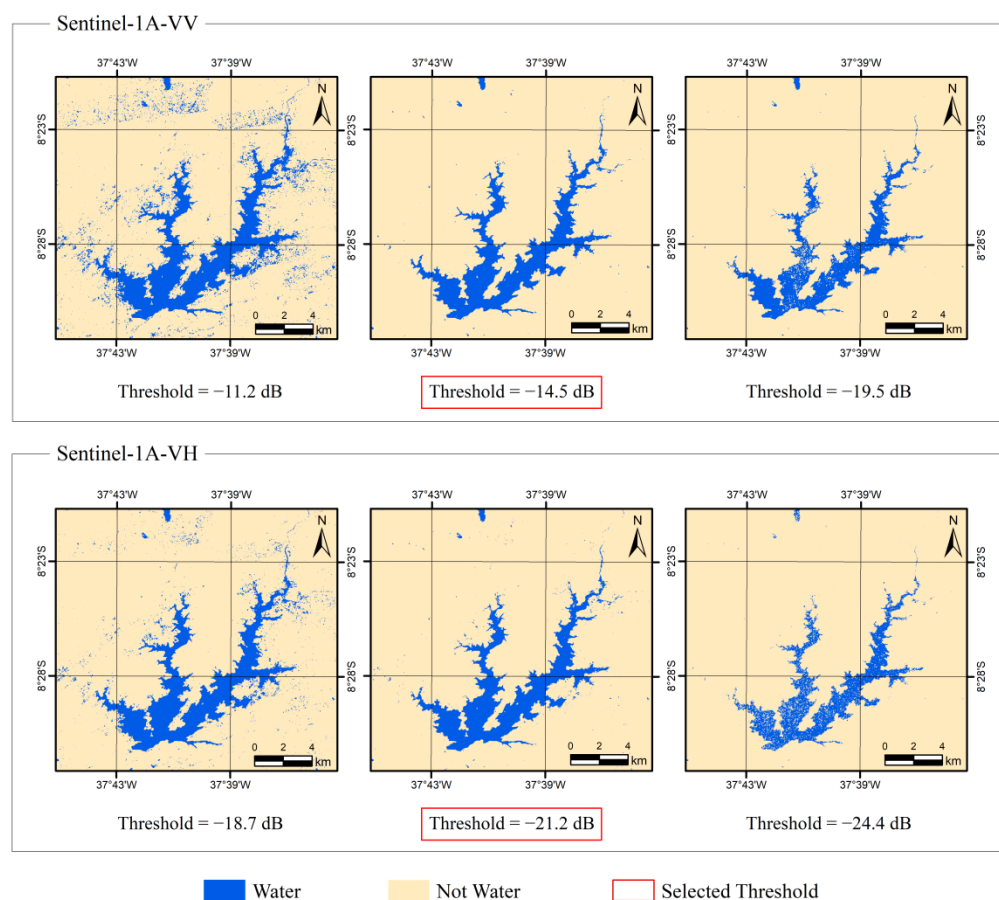 Sentinel-1A-VV
37°43'W 37°39'W 37°43'W 37°39'W 37°43'W 37°39'W
N N N
8°23'S 8°23'S 8°23'S 8°23'S
8°28'S 8°28'S 8°28'S 8°28'S
0 2 4 km 0 2 4 km 0 2 4 km
37°43'W 37°39'W 37°43'W 37°39'W 37°43'W 37°39'W
Threshold = −11.2 dB Threshold = −14.5 dB Threshold = −19.5 dB
Sentinel-1A-VH
37°43'W 37°39'W 37°43'W 37°39'W 37°43'W 37°39'W
N N N
8°23'S 8°23'S 8°23'S 8°23'S
8°28'S 8°28'S 8°28'S 8°28'S
0 2 4 km 0 2 4 km 0 2 4 km
37°43'W 37°39'W 37°43'W 37°39'W 37°43'W 37°39'W
Threshold = −18.7 dB Threshold = −21.2 dB Threshold = −24.4 dB
Water Not Water Selected Threshold